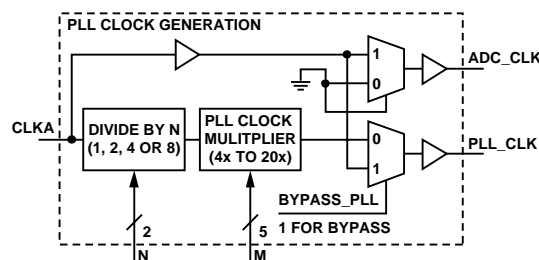 PLL CLOCK GENERATION
1
0
ADC_CLK
CLKA
DIVIDE BY N
(1, 2, 4 OR 8)
PLL CLOCK
MULITPLIER
(4x TO 20x)
0
1
PLL_CLK
BYPASS_PLL
1 FOR BYPASS
2
5
N
M